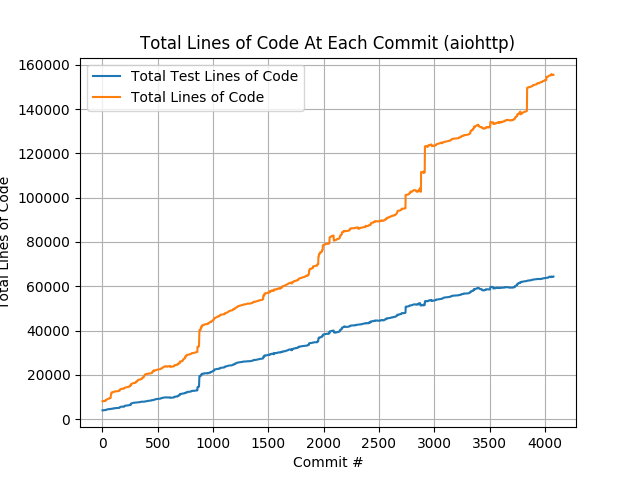 Total Lines of Code At Each Commit (aiohttp)
Total Test Lines of Code
Total Lines of Code
160000
140000
120000
100000
80000
60000
40000
20000
0
Total Lines of Code
0 500 1000 1500 2000 2500 3000 3500 4000
Commit #